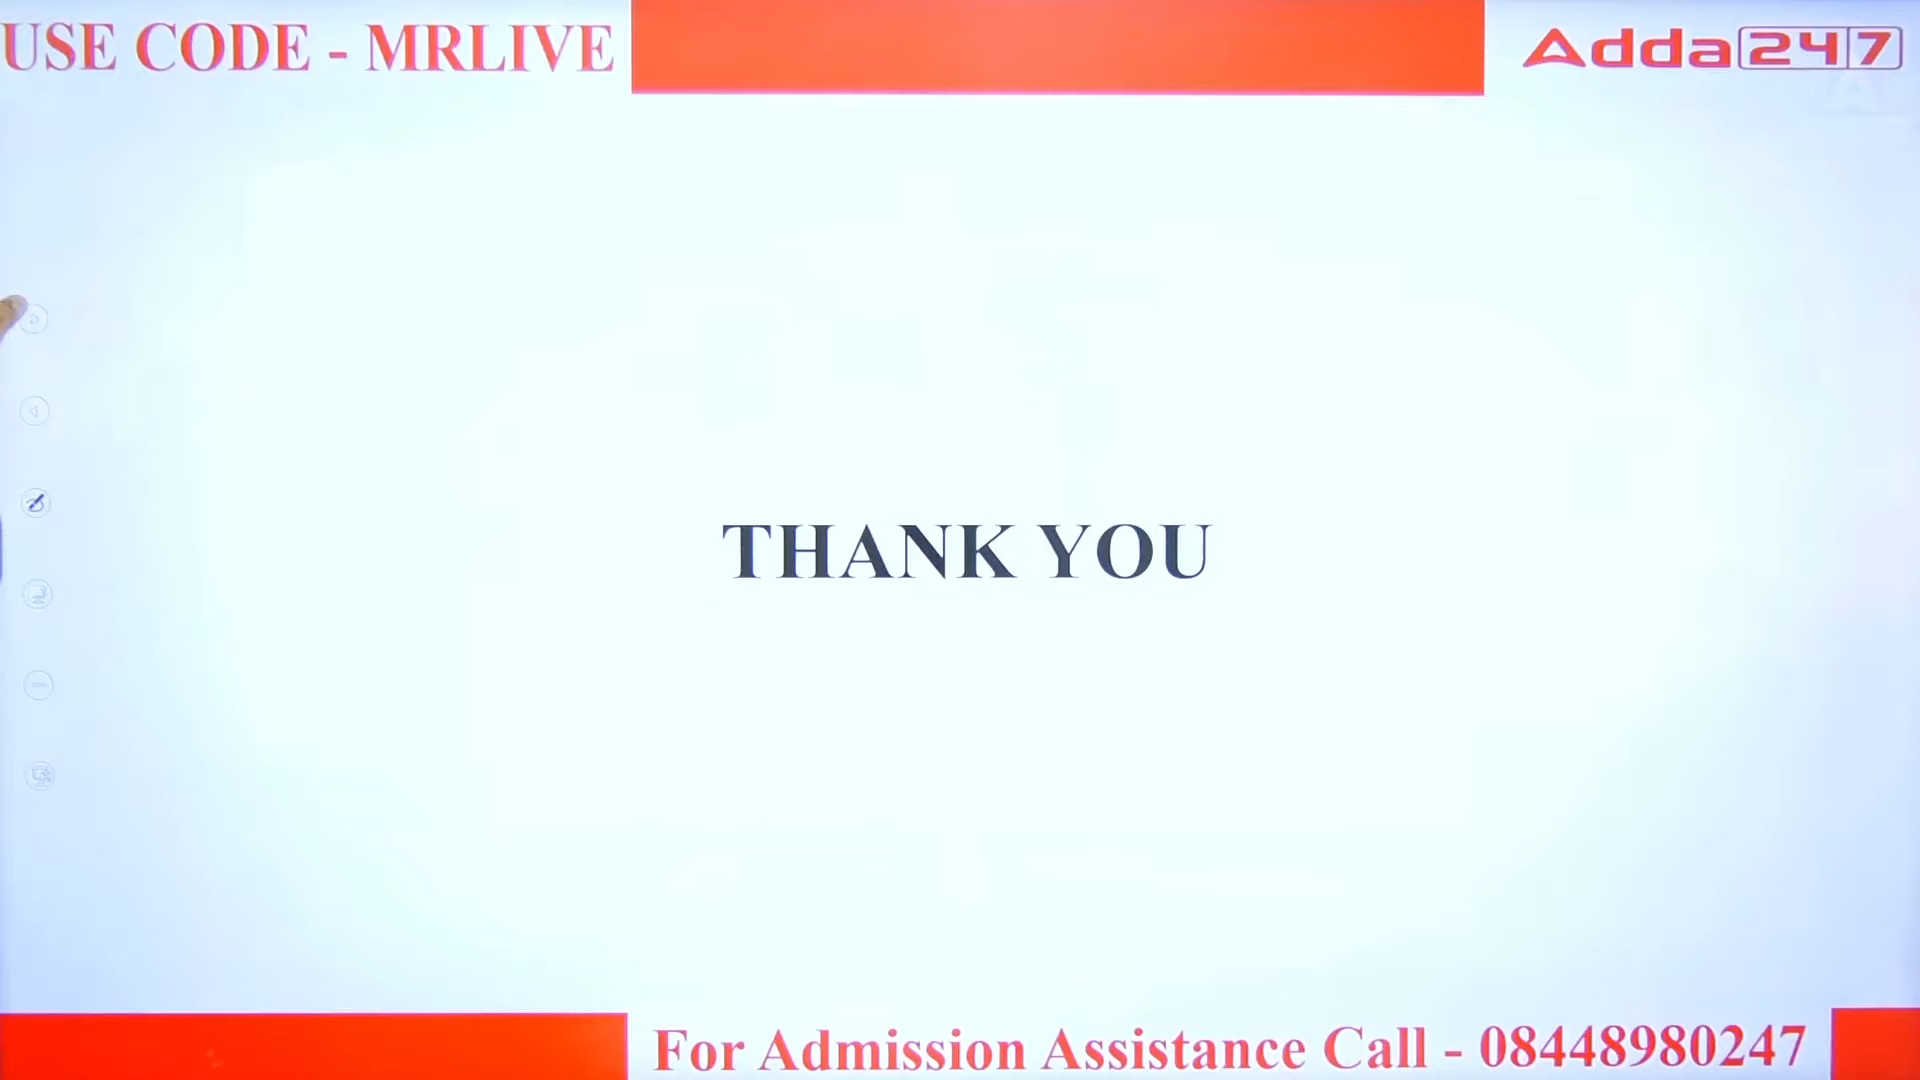 USE CODE - MRLIVE
Adda247
THANK YOU
For Admission Assistance Call - 08448980247